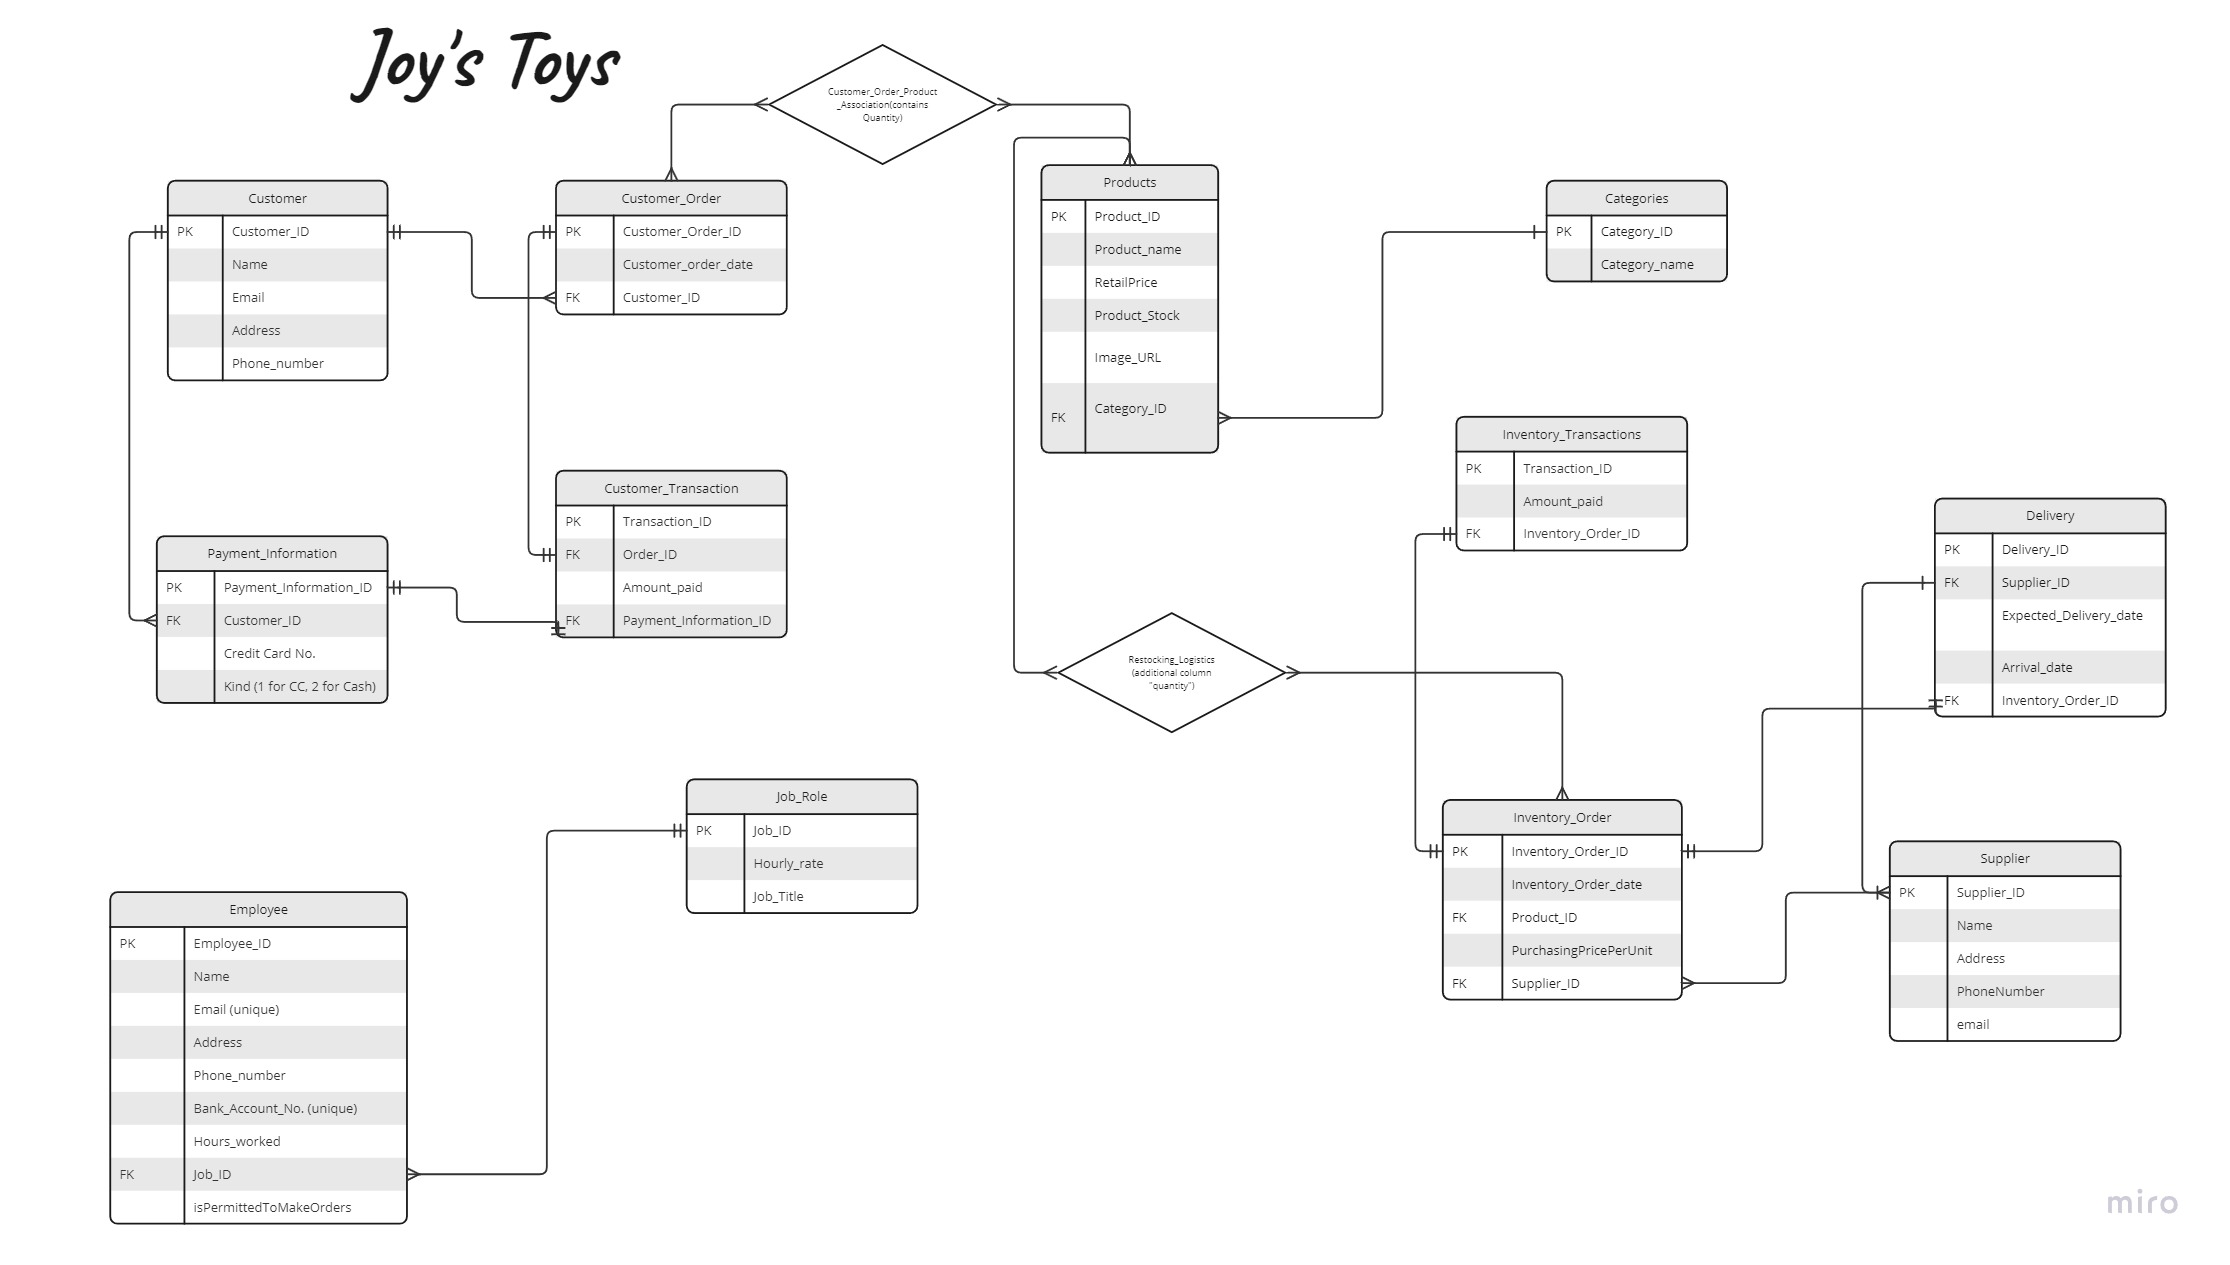 Joy's Toys
Customer_Order_Product
_Association(contains
Quantity)
Customer
PK Customer_ID
Name
Email
Address
Phone_number
Customer_Order
PK Customer_Order_ID
Customer_order_date
FK Customer_ID
Products
PK Product_ID
Product_name
RetailPrice
Product_Stock
Image_URL
FK Category_ID
Categories
PK Category_ID
Category_name
Payment_Information
PK Payment_Information_ID
FK Customer_ID
Credit Card No.
Kind (1 for CC, 2 for Cash)
Customer_Transaction
PK Transaction_ID
FK Order_ID
Amount_paid
FK Payment_Information_ID
Inventory_Transactions
PK Transaction_ID
Amount_paid
FK Inventory_Order_ID
Delivery
PK Delivery_ID
FK Supplier_ID
Expected_Delivery_date
Arrival_date
FK Inventory_Order_ID
Restocking_Logistics
(additional column
"quantity")
Job_Role
PK Job_ID
Hourly_rate
Job_Title
Inventory_Order
PK Inventory_Order_ID
Inventory_Order_date
FK Product_ID
PurchasingPricePerUnit
FK Supplier_ID
Supplier
PK Supplier_ID
Name
Address
PhoneNumber
email
Employee
PK Employee_ID
Name
Email (unique)
Address
Phone_number
Bank_Account_No. (unique)
Hours_worked
FK Job_ID
isPermittedToMakeOrders
miro